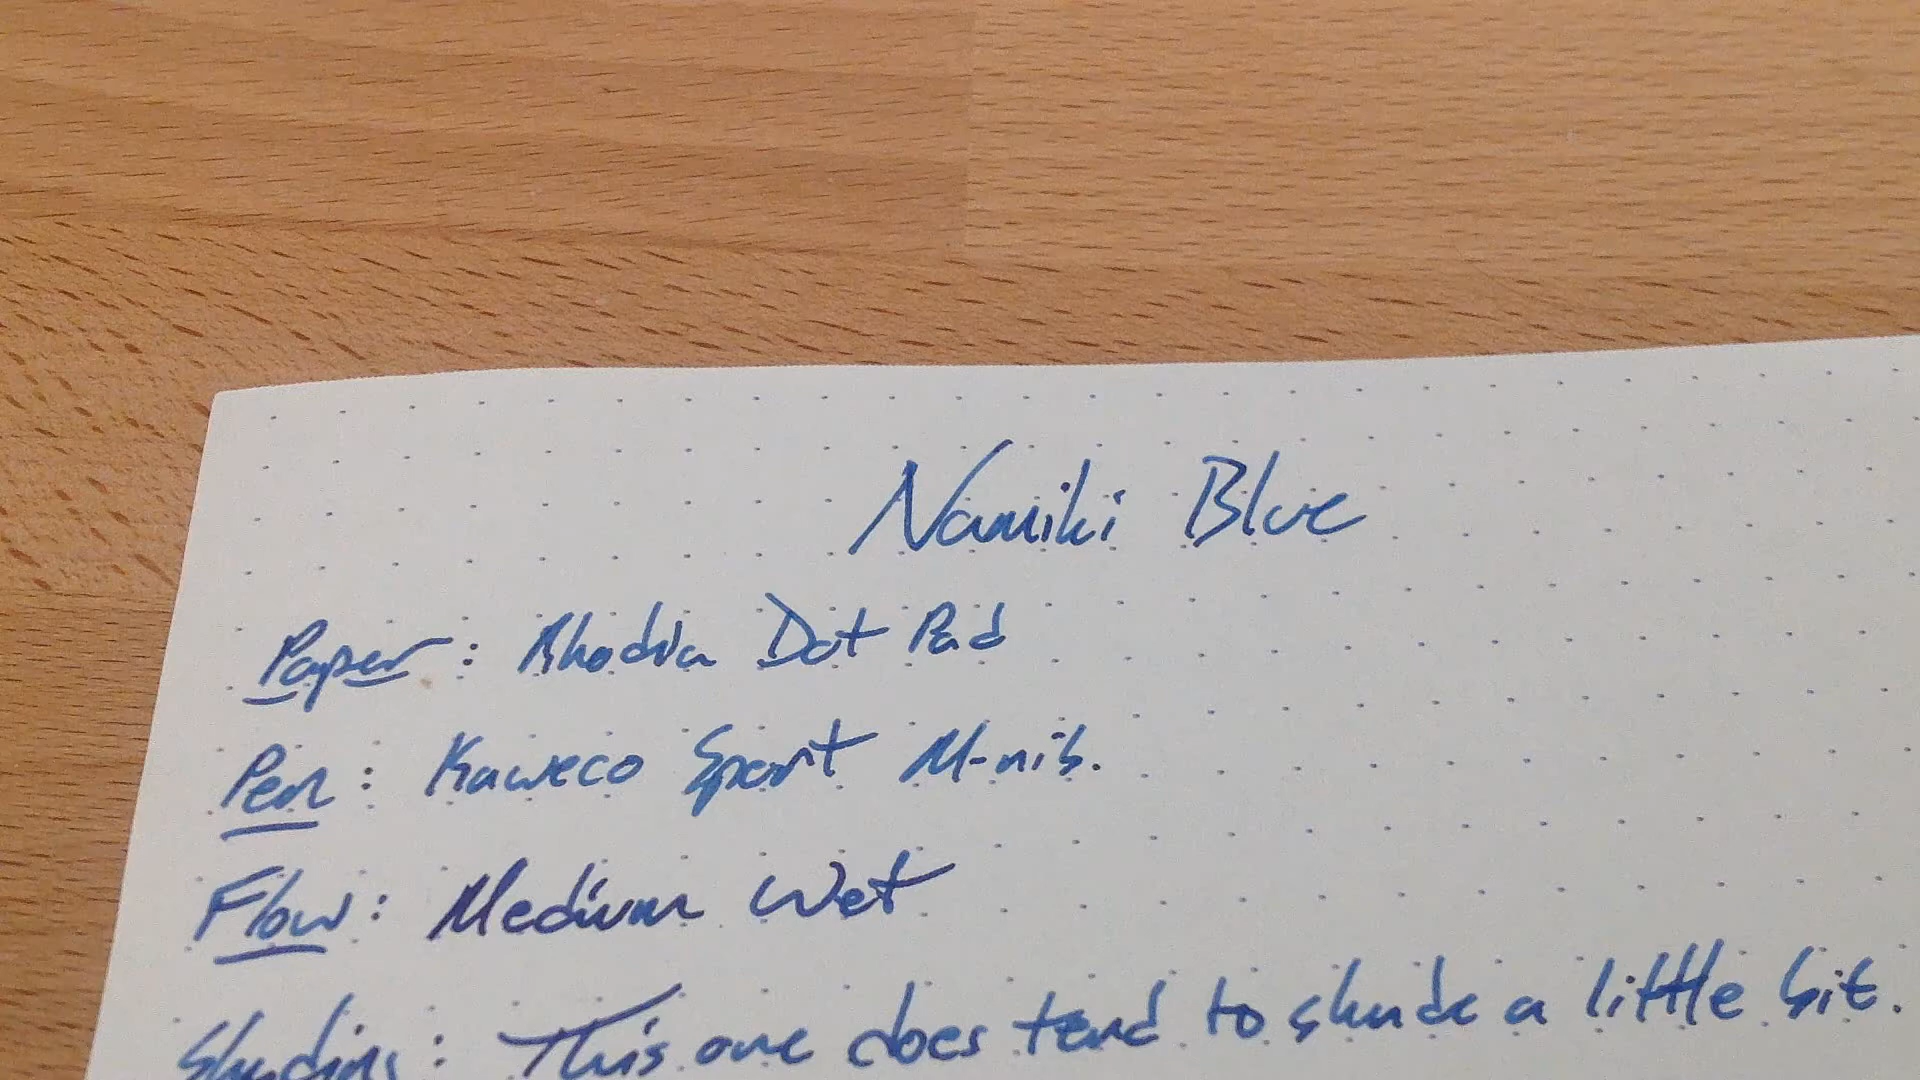 Namiki Blue
Paper: Rhodia Dot Pad
Pen: Kaweco Sport M-nib.
Flow: Medium Wet
Shading: This one does tend to shade a little bit.